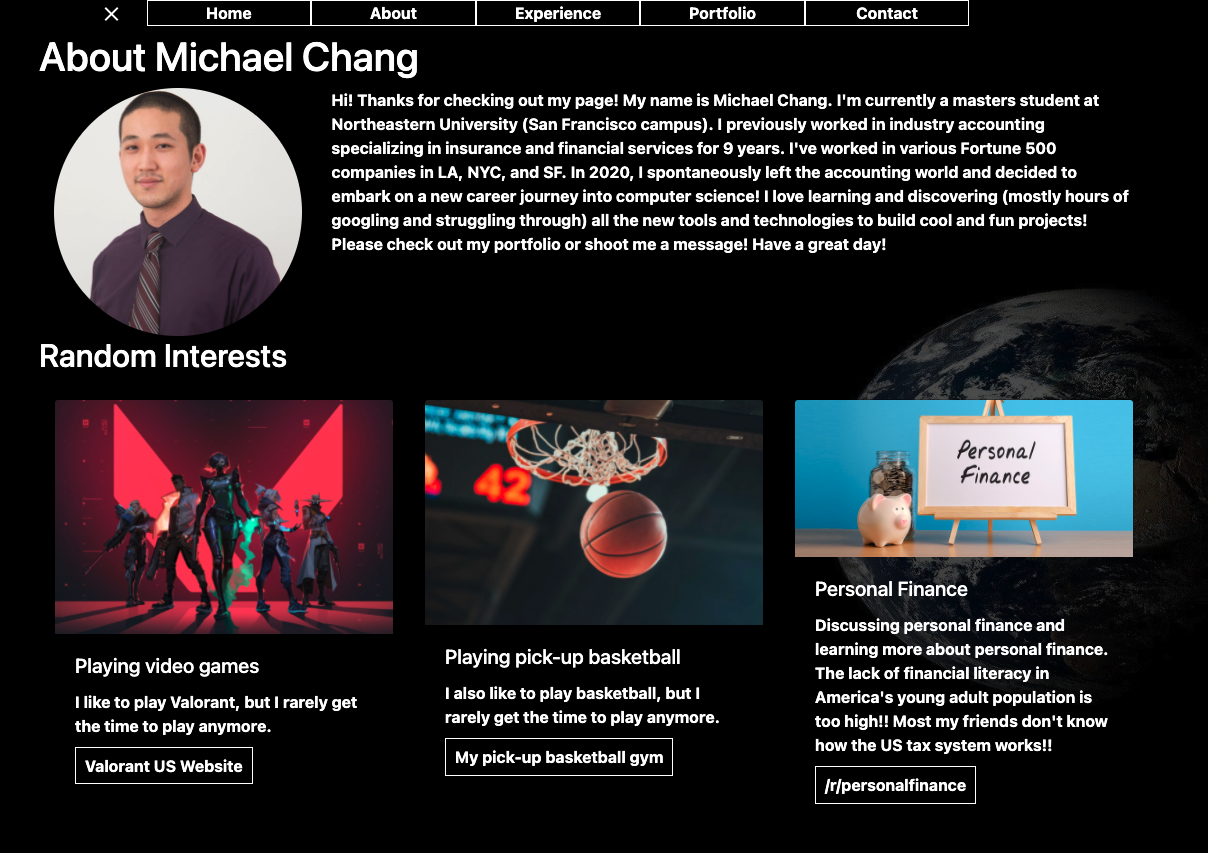 Home About Experience Portfolio Contact
About Michael Chang
Hi! Thanks for checking out my page! My name is Michael Chang. I'm currently a masters student at
Northeastern University (San Francisco campus). I previously worked in industry accounting
specializing in insurance and financial services for 9 years. I've worked in various Fortune 500
companies in LA, NYC, and SF. In 2020, I spontaneously left the accounting world and decided to
embark on a new career journey into computer science! I love learning and discovering (mostly hours of
googling and struggling through) all the new tools and technologies to build cool and fun projects!
Please check out my portfolio or shoot me a message! Have a great day!
Random Interests
42
Personal
Finance
Playing video games
I like to play Valorant, but I rarely get
the time to play anymore.
Valorant US Website
Playing pick-up basketball
I also like to play basketball, but I
rarely get the time to play anymore.
My pick-up basketball gym
Personal Finance
Discussing personal finance and
learning more about personal finance.
The lack of financial literacy in
America's young adult population is
too high!! Most my friends don't know
how the US tax system works!!
/r/personalfinance